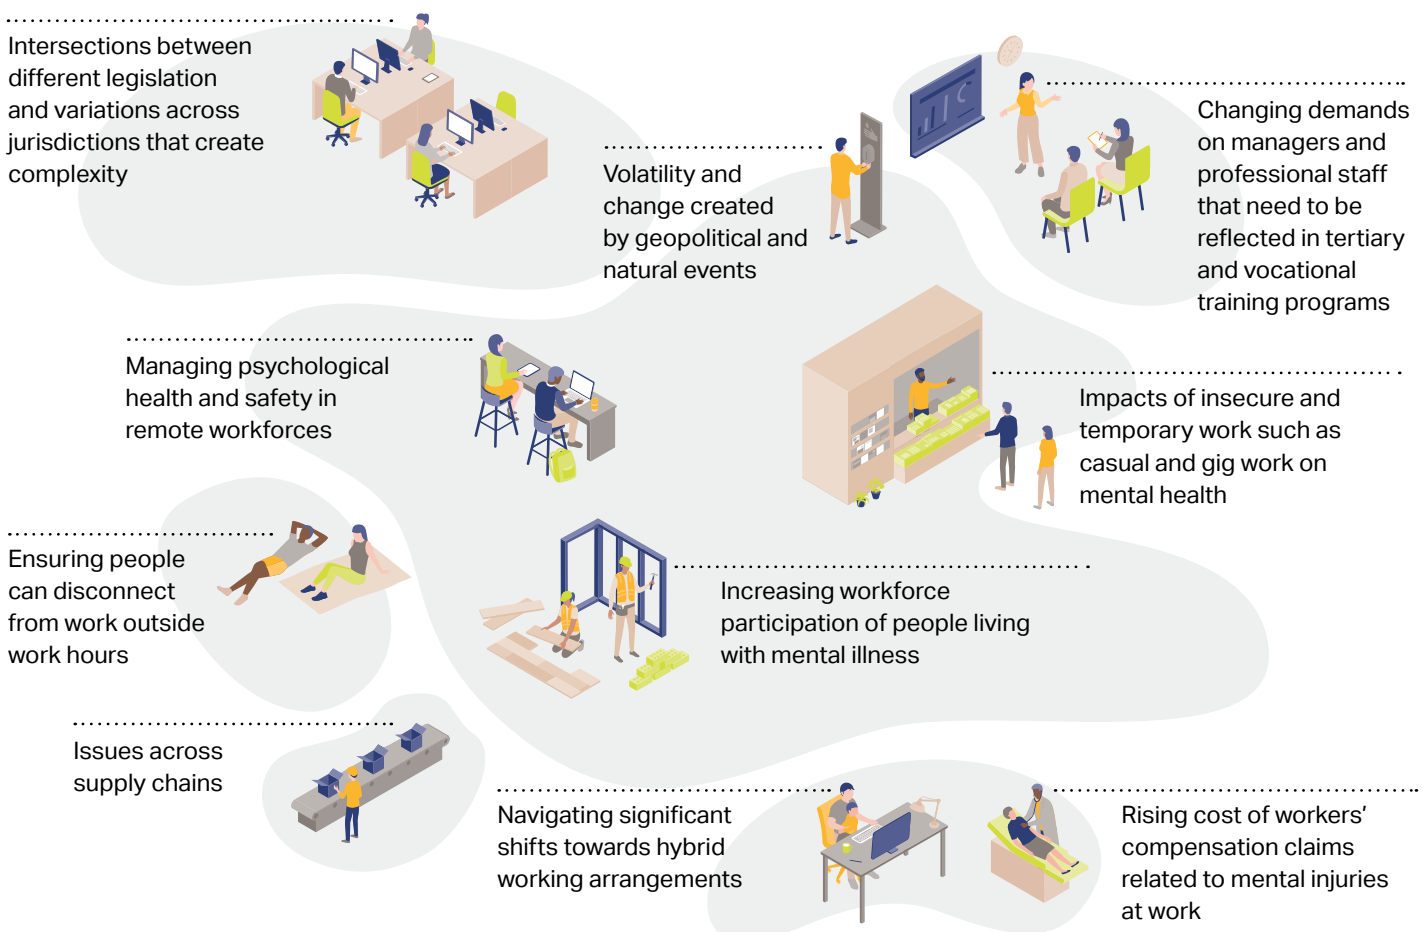 Intersections between
different legislation
and variations across
jurisdictions that create
complexity
Volatility and
change created
by geopolitical and
natural events
Changing demands
on managers and
professional staff
that need to be
reflected in tertiary
and vocational
training programs
Managing psychological
health and safety in
remote workforces
Impacts of insecure and
temporary work such as
casual and gig work on
mental health
Ensuring people
can disconnect
from work outside
work hours
Increasing workforce
participation of people living
with mental illness
Issues across
supply chains
Navigating significant
shifts towards hybrid
working arrangements
Rising cost of workers’
compensation claims
related to mental injuries
at work